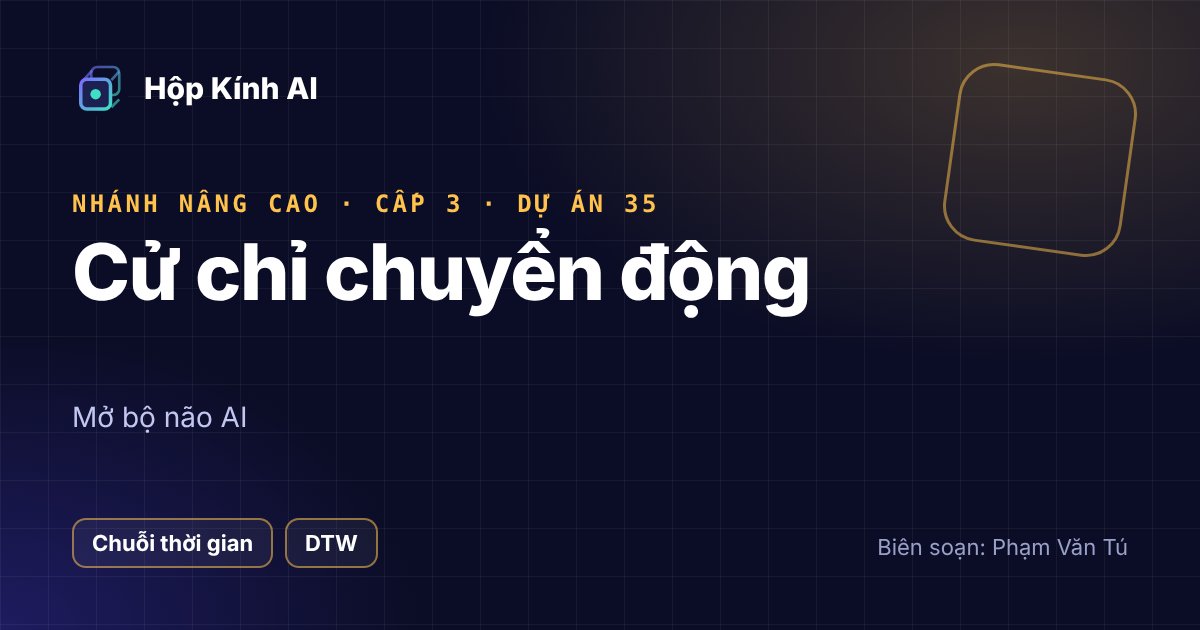 Hộp Kính AI
NHÁNH NÂNG CAO · CẤP 3 · DỰ ÁN 35
Cử chỉ chuyển động
Mở bộ não AI
Chuỗi thời gian
DTW
Biên soạn: Phạm Văn Tú